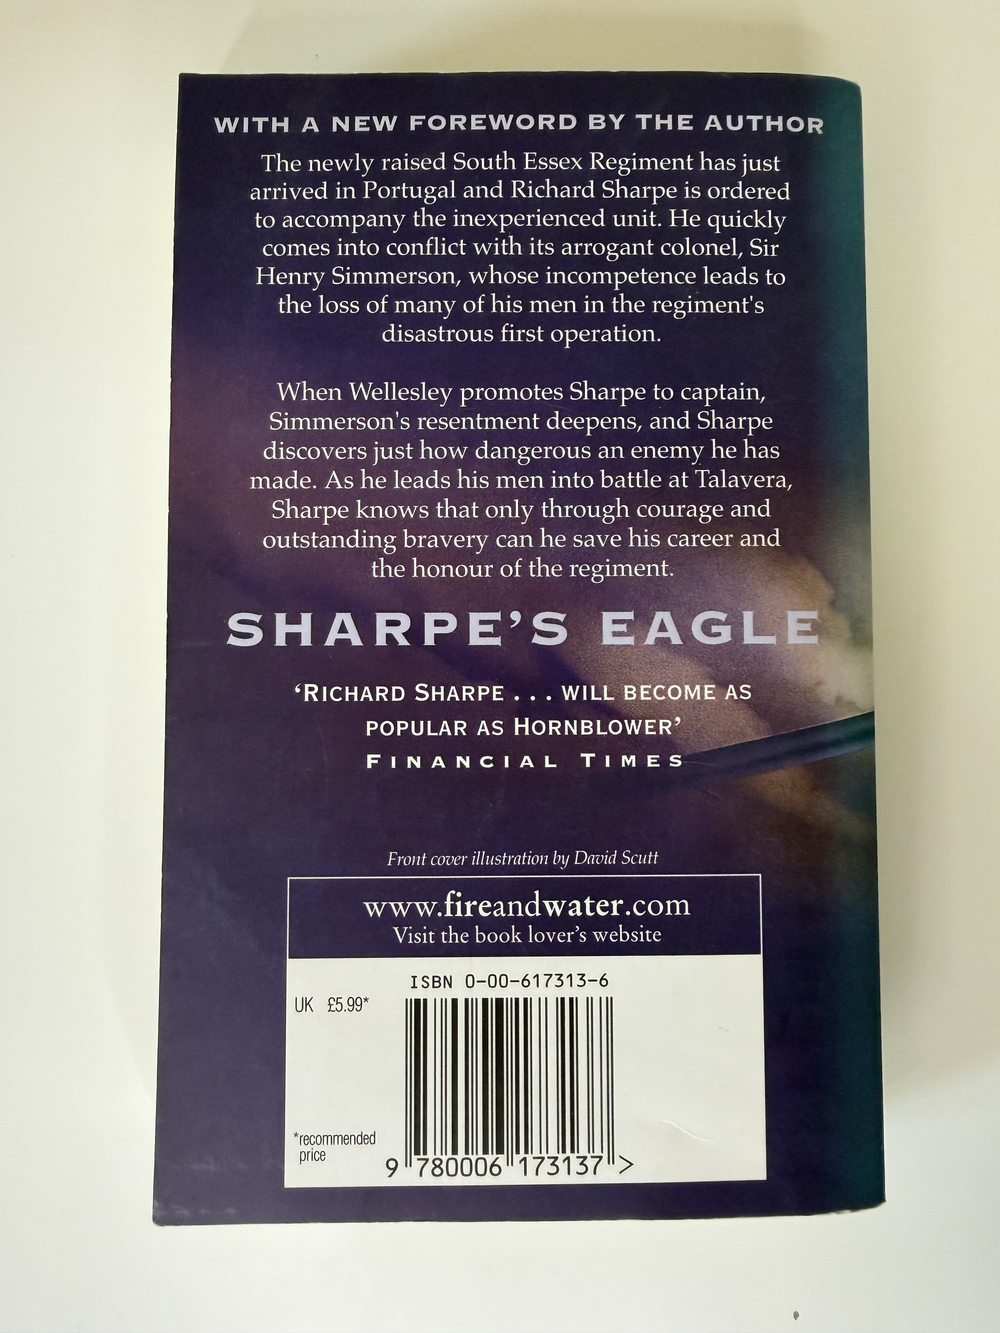 WITH A NEW FOREWORD BY THE AUTHOR
The newly raised South Essex Regiment has just
arrived in Portugal and Richard Sharpe is ordered
to accompany the inexperienced unit. He quickly
comes into conflict with its arrogant colonel, Sir
Henry Simmerson, whose incompetence leads to
the loss of many of his men in the regiment's
disastrous first operation.
When Wellesley promotes Sharpe to captain,
Simmerson's resentment deepens, and Sharpe
discovers just how dangerous an enemy he has
made. As he leads his men into battle at Talavera,
Sharpe knows that only through courage and
outstanding bravery can he save his career and
the honour of the regiment.
SHARPE'S EAGLE
‘RICHARD SHARPE . . . WILL BECOME AS
POPULAR AS HORNBLOWER’
FINANCIAL TIMES
Front cover illustration by David Scutt
www.fireandwater.com
Visit the book lover's website
ISBN 0-00-617313-6
UK £5.99*
*recommended
price
9 780006 173137 >